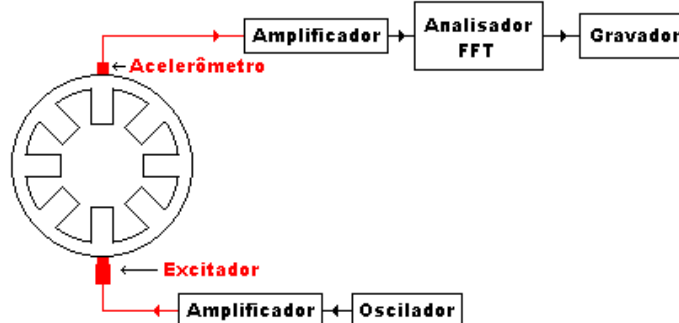 Amplificador
Analisador
FFT
Gravador
Acelerômetro
Excitador
Amplificador
Oscilador